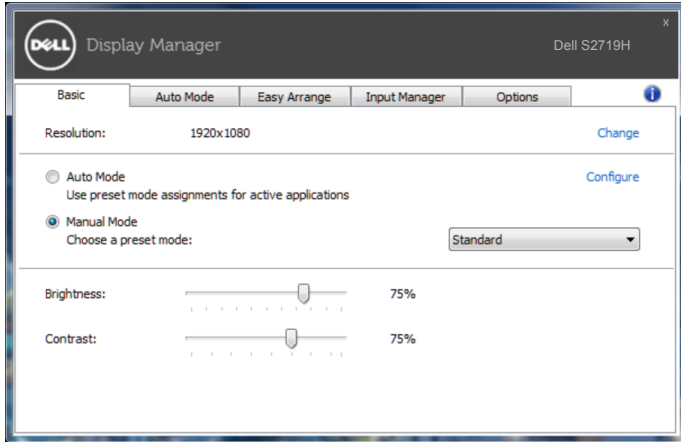 DELL Display Manager
Dell S2719H
x
Basic
Auto Mode
Easy Arrange
Input Manager
Options
i
Resolution: 1920x1080 Change
Auto Mode Configure
Use preset mode assignments for active applications
Manual Mode
Choose a preset mode: Standard
Brightness: 75%
Contrast: 75%